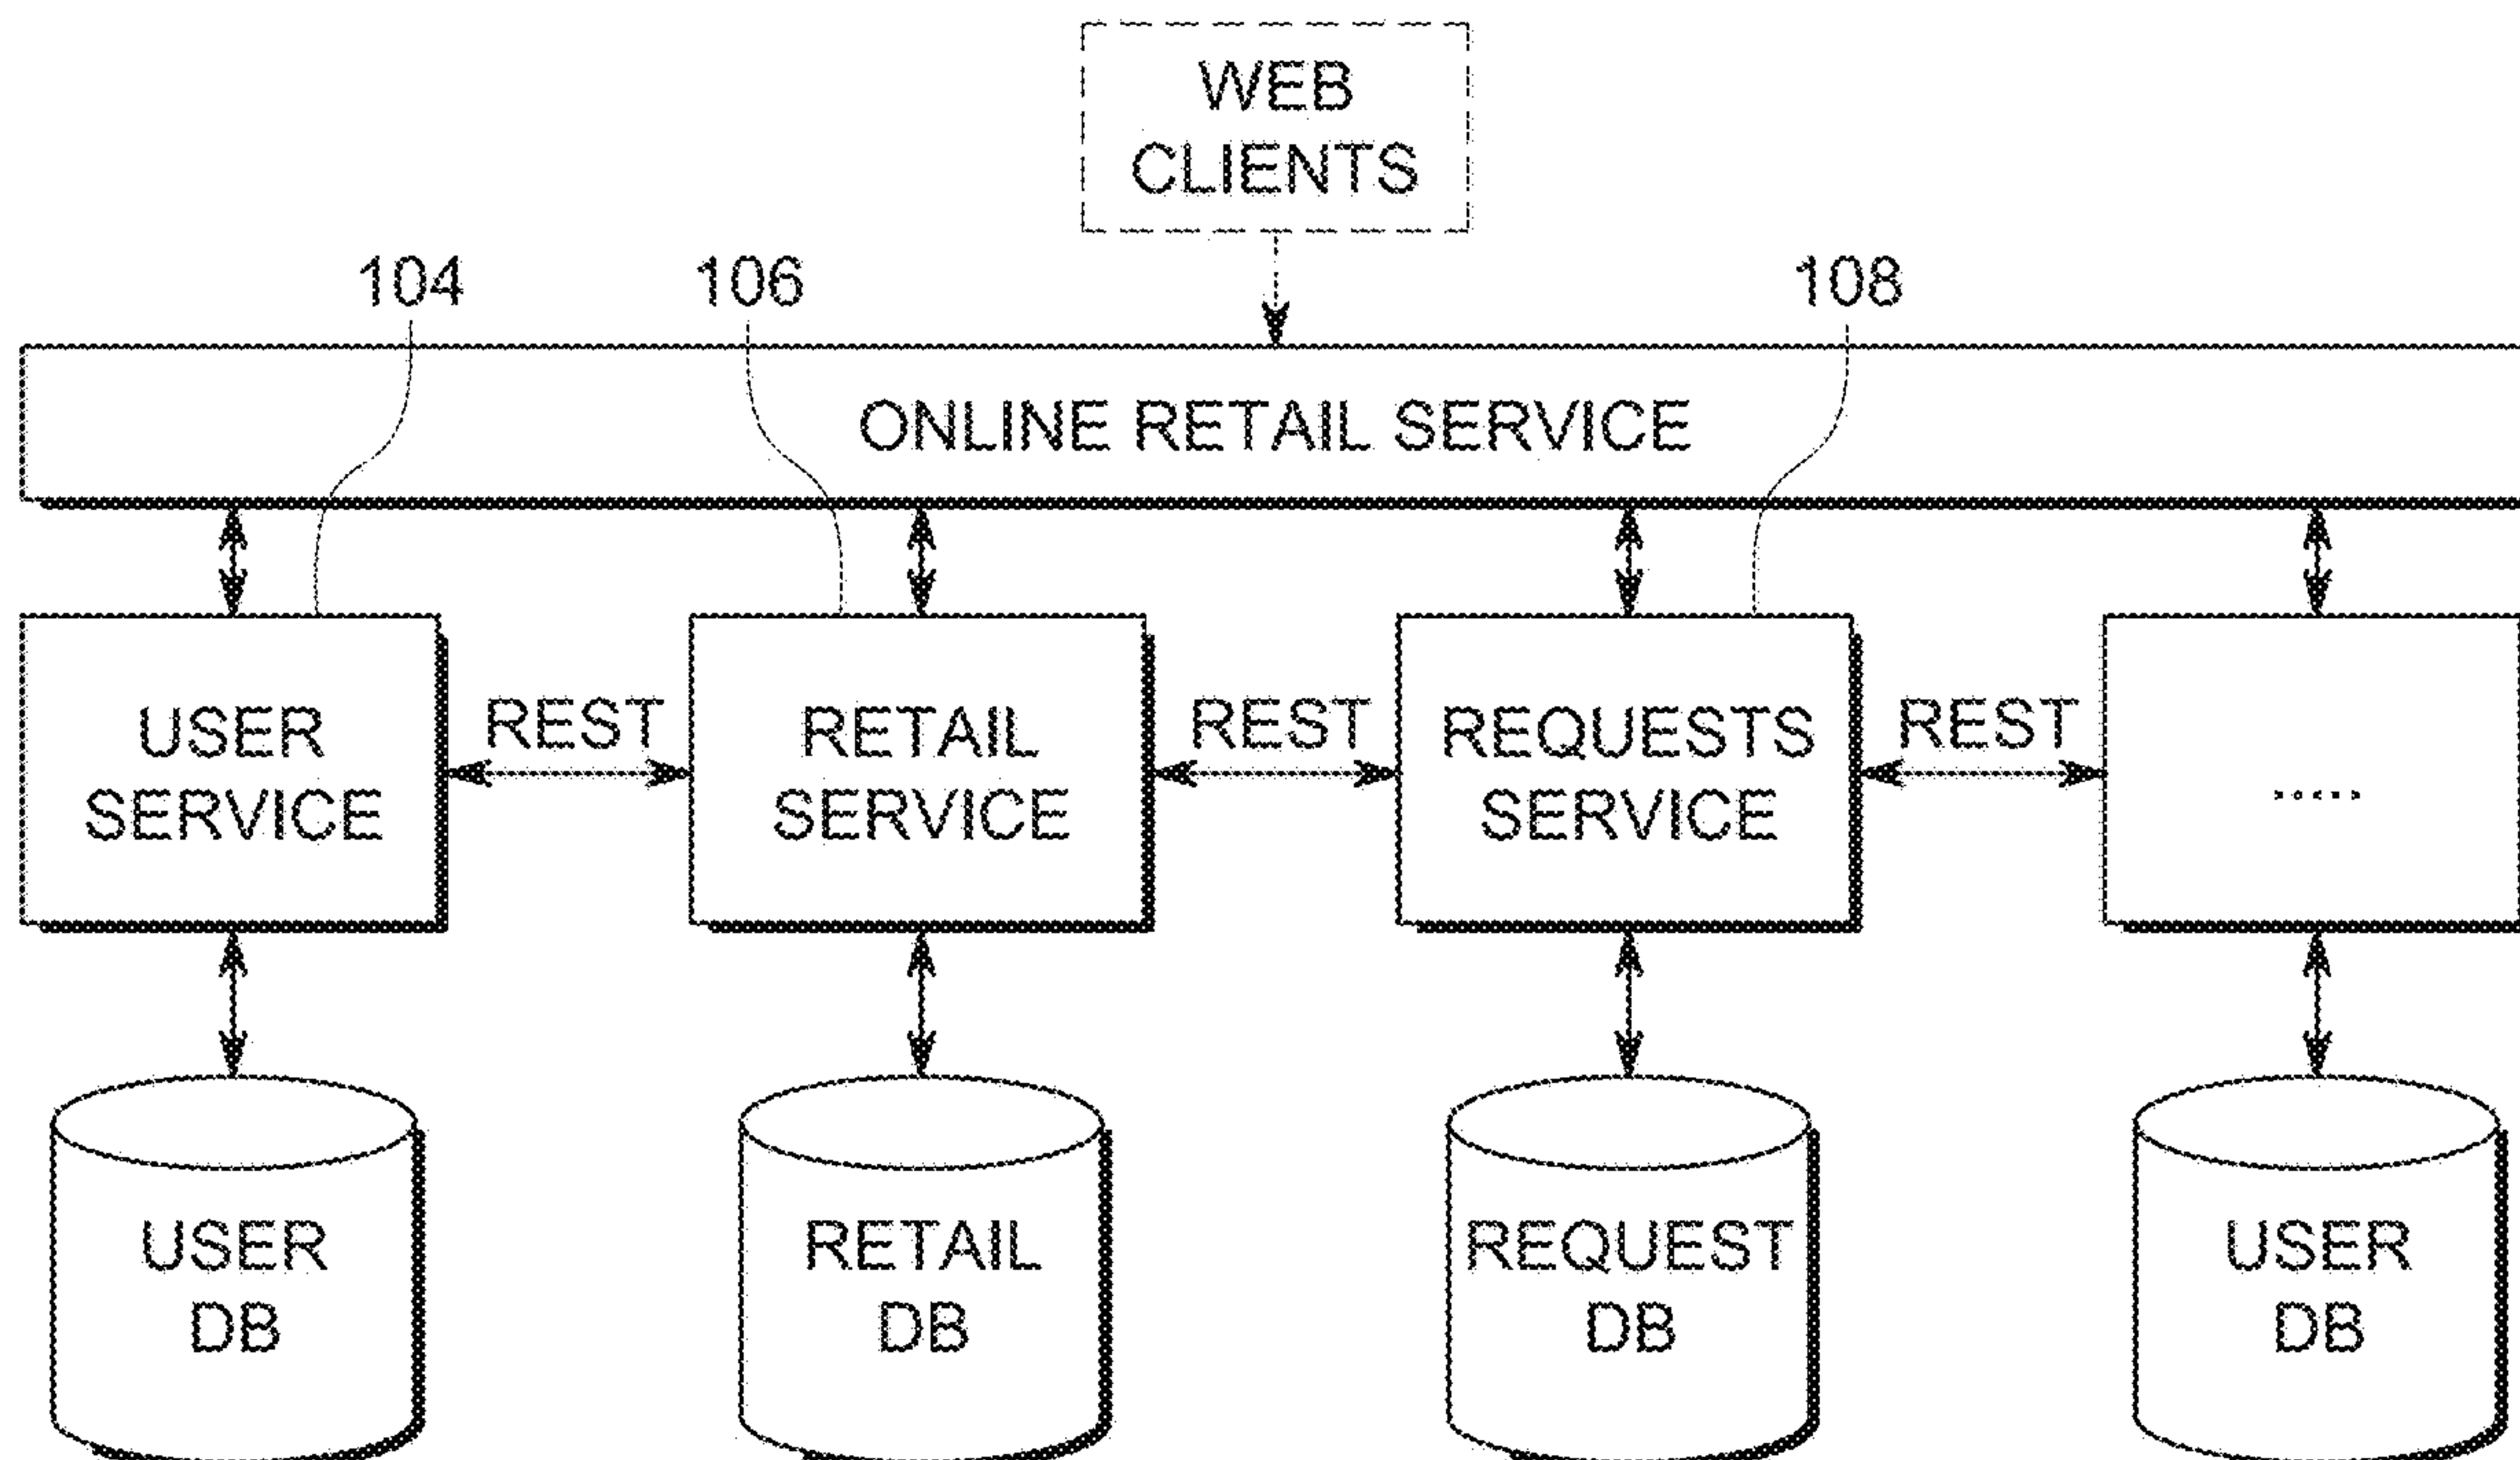 WEB
CLIENTS
104
106
108
ONLINE RETAIL SERVICE
USER
SERVICE
REST
RETAIL
SERVICE
REST
REQUESTS
SERVICE
REST
.....
USER
DB
RETAIL
DB
REQUEST
DB
USER
DB